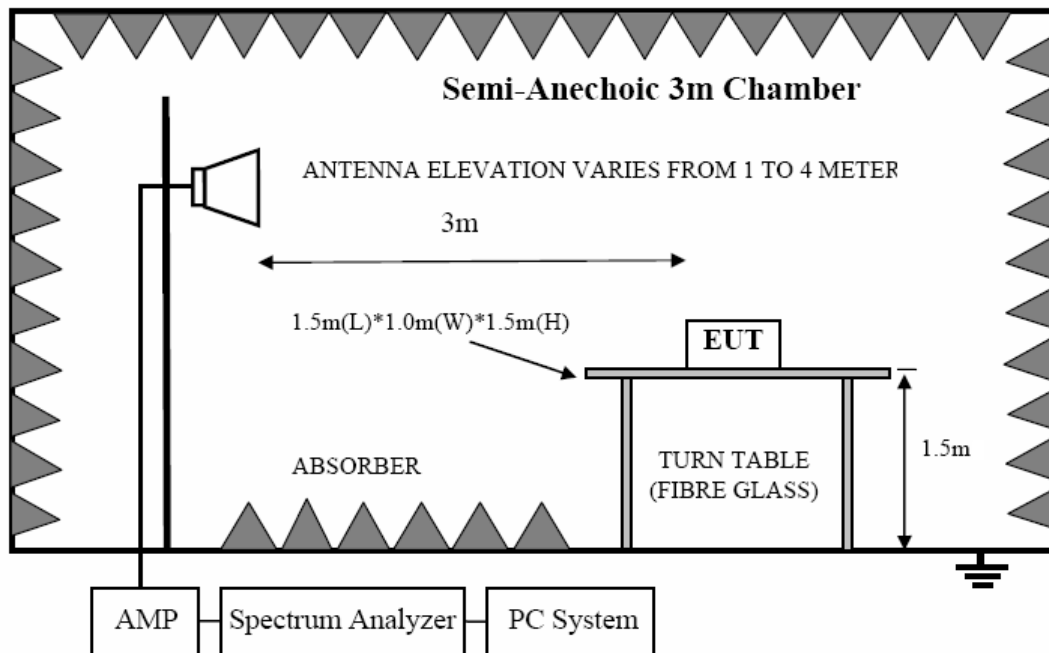 Semi-Anechoic 3m Chamber
ANTENNA ELEVATION VARIES FROM 1 TO 4 METER
3m
1.5m(L)*1.0m(W)*1.5m(H)
EUT
1.5m
ABSORBER
TURN TABLE
(FIBRE GLASS)
AMP
Spectrum Analyzer
PC System